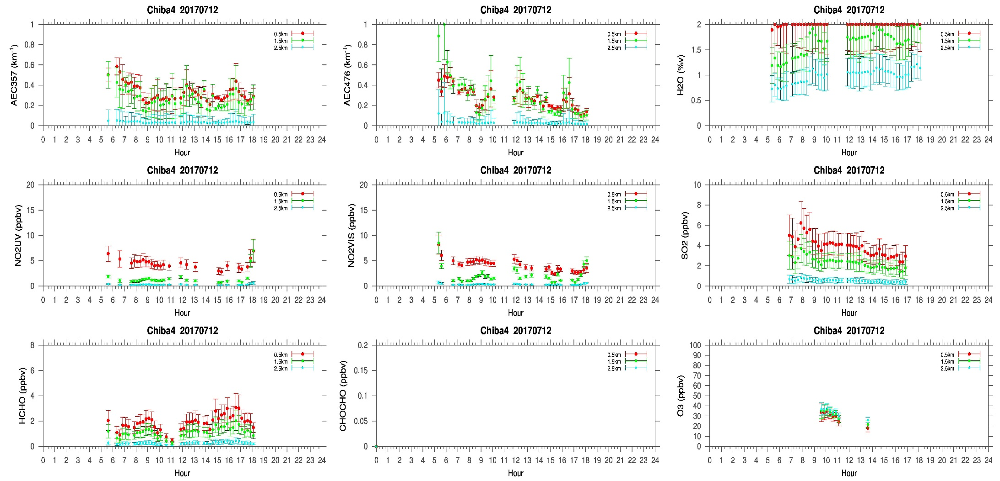 Chiba4 20170712
AEC357 (km-1)
1
0.8
0.6
0.4
0.2
0
0.5km
1.5km
2.5km
0 1 2 3 4 5 6 7 8 9 10 11 12 13 14 15 16 17 18 19 20 21 22 23 24
Hour
Chiba4 20170712
AEC476 (km-1)
1
0.8
0.6
0.4
0.2
0
0.5km
1.5km
2.5km
0 1 2 3 4 5 6 7 8 9 10 11 12 13 14 15 16 17 18 19 20 21 22 23 24
Hour
Chiba4 20170712
H2O (%v)
2
1.5
1
0.5
0
0.5km
1.5km
2.5km
0 1 2 3 4 5 6 7 8 9 10 11 12 13 14 15 16 17 18 19 20 21 22 23 24
Hour
Chiba4 20170712
NO2UV (ppbv)
20
15
10
5
0
0.5km
1.5km
2.5km
0 1 2 3 4 5 6 7 8 9 10 11 12 13 14 15 16 17 18 19 20 21 22 23 24
Hour
Chiba4 20170712
NO2VIS (ppbv)
20
15
10
5
0
0.5km
1.5km
2.5km
0 1 2 3 4 5 6 7 8 9 10 11 12 13 14 15 16 17 18 19 20 21 22 23 24
Hour
Chiba4 20170712
SO2 (ppbv)
10
8
6
4
2
0
0.5km
1.5km
2.5km
0 1 2 3 4 5 6 7 8 9 10 11 12 13 14 15 16 17 18 19 20 21 22 23 24
Hour
Chiba4 20170712
HCHO (ppbv)
8
6
4
2
0
0.5km
1.5km
2.5km
0 1 2 3 4 5 6 7 8 9 10 11 12 13 14 15 16 17 18 19 20 21 22 23 24
Hour
Chiba4 20170712
CHOCHO (ppbv)
0.2
0.15
0.1
0.05
0
0.5km
1.5km
2.5km
0 1 2 3 4 5 6 7 8 9 10 11 12 13 14 15 16 17 18 19 20 21 22 23 24
Hour
Chiba4 20170712
O3 (ppbv)
100
90
80
70
60
50
40
30
20
10
0
0.5km
1.5km
2.5km
0 1 2 3 4 5 6 7 8 9 10 11 12 13 14 15 16 17 18 19 20 21 22 23 24
Hour